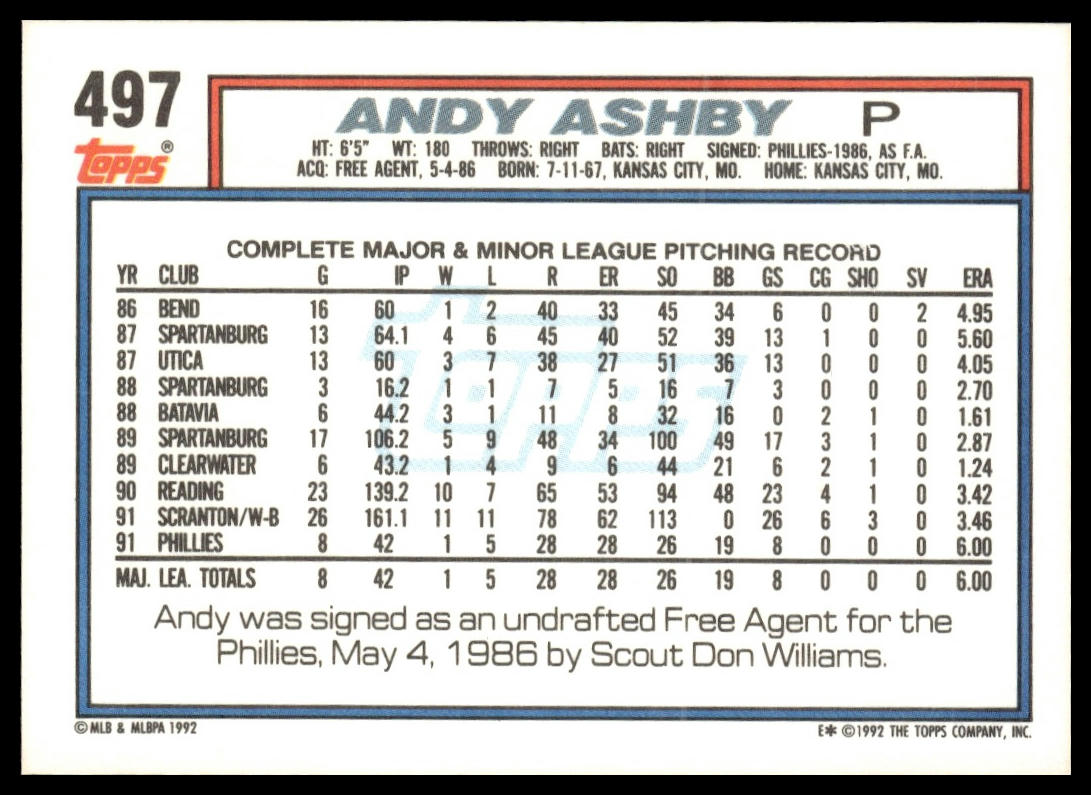 497
ANDY ASHBY P
TOPPS®
HT: 6'5" WT: 180 THROWS: RIGHT BATS: RIGHT SIGNED: PHILLIES-1986, AS F.A.
ACQ: FREE AGENT, 5-4-86 BORN: 7-11-67, KANSAS CITY, MO. HOME: KANSAS CITY, MO.
COMPLETE MAJOR & MINOR LEAGUE PITCHING RECORD
YR CLUB G IP W L R ER SO BB GS CG SHO SV ERA
86 BEND 16 60 1 2 40 33 45 34 6 0 0 2 4.95
87 SPARTANBURG 13 64.1 4 6 45 40 52 39 13 1 0 0 5.60
87 UTICA 13 60 3 7 38 27 51 36 13 0 0 0 4.05
88 SPARTANBURG 3 16.2 1 1 7 5 16 7 3 0 0 0 2.70
88 BATAVIA 6 44.2 3 1 11 8 32 16 0 2 1 0 1.61
89 SPARTANBURG 17 106.2 5 9 48 34 100 49 17 3 1 0 2.87
89 CLEARWATER 6 43.2 1 4 9 6 44 21 6 2 1 0 1.24
90 READING 23 139.2 10 7 65 53 94 48 23 4 1 0 3.42
91 SCRANTON/W-B 26 161.1 11 11 78 62 113 0 26 6 3 0 3.46
91 PHILLIES 8 42 1 5 28 28 26 19 8 0 0 0 6.00
MAJ. LEA. TOTALS 8 42 1 5 28 28 26 19 8 0 0 0 6.00
TOPPS
Andy was signed as an undrafted Free Agent for the
Phillies, May 4, 1986 by Scout Don Williams.
©MLB & MLBPA 1992
E* ©1992 THE TOPPS COMPANY, INC.